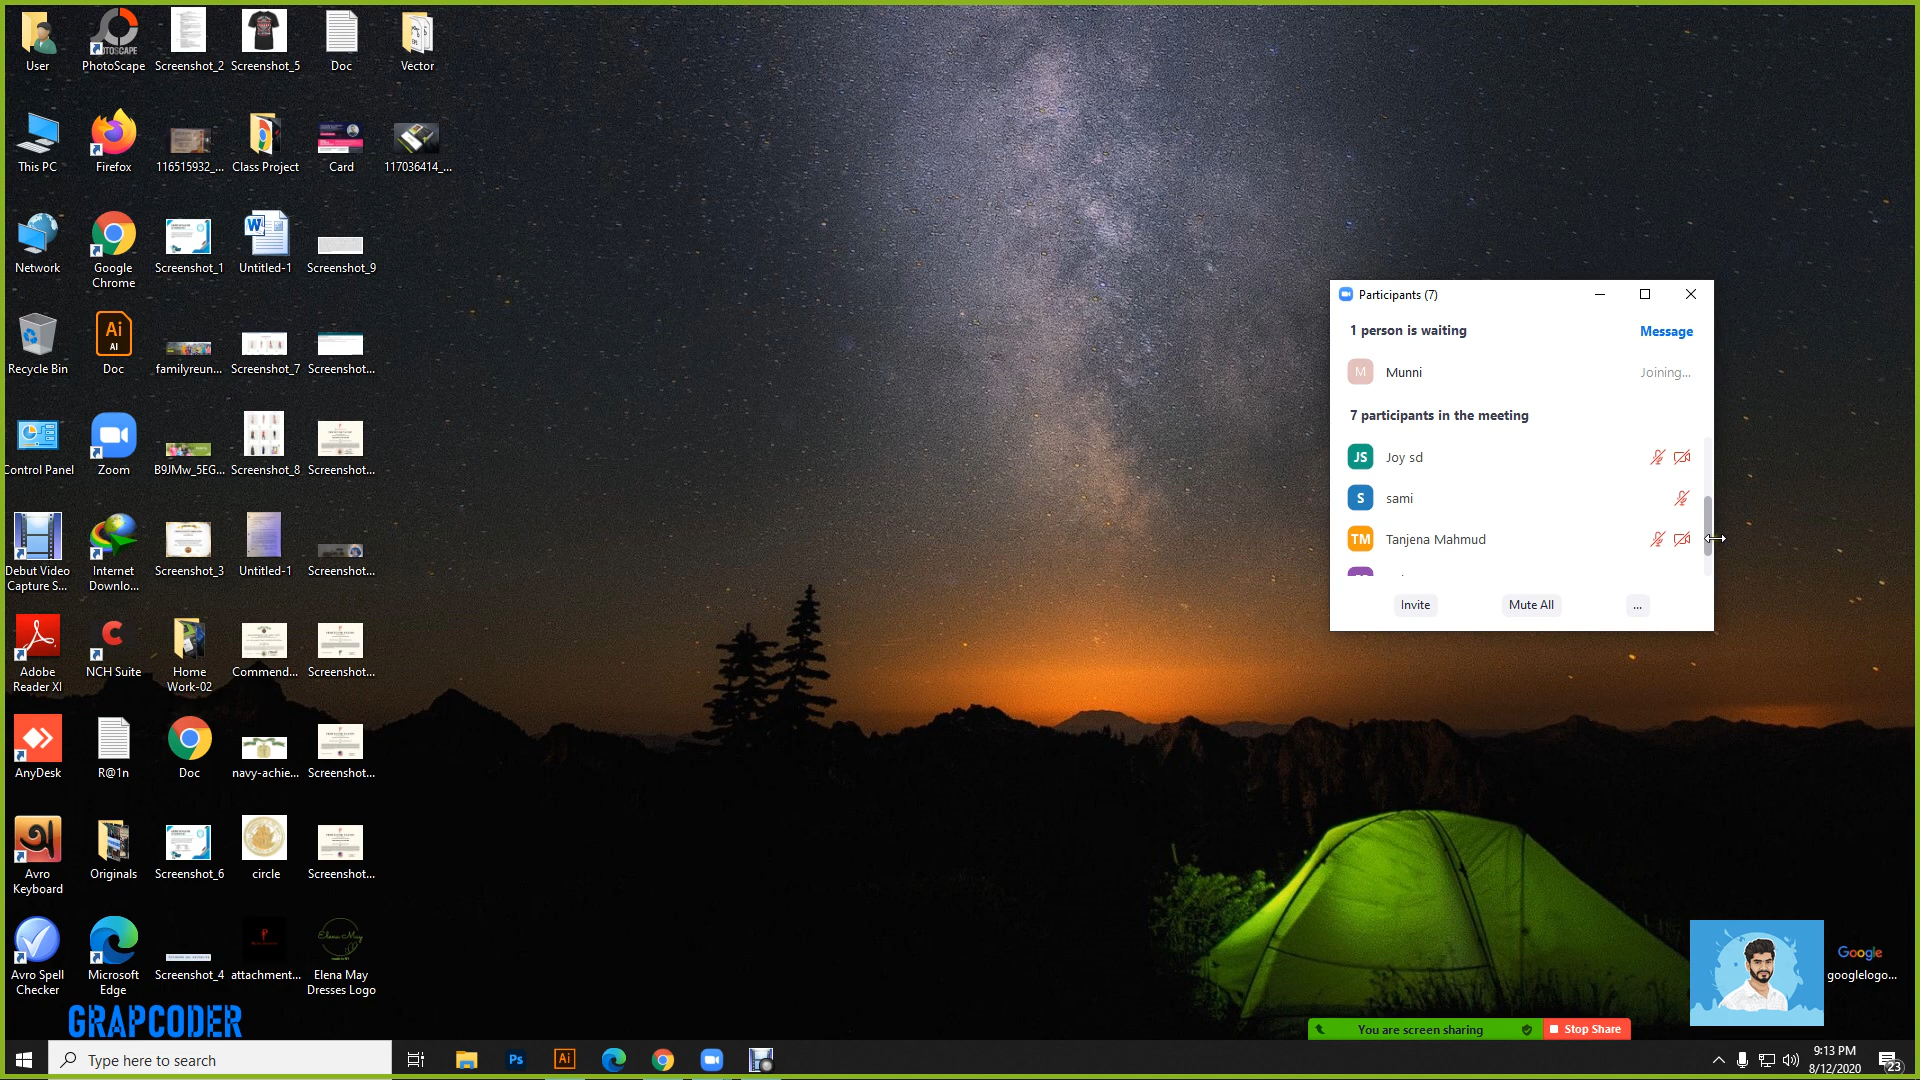 User
PhotoScape
Screenshot_2
Screenshot_5
Doc
Vector
This PC
Firefox
116515932_...
Class Project
Card
117036414_...
Network
Google
Chrome
Screenshot_1
Untitled-1
Screenshot_9
Recycle Bin
Doc
familyreun...
Screenshot_7
Screenshot...
Control Panel
Zoom
B9JMw_5EG...
Screenshot_8
Screenshot...
Debut Video
Capture S...
Internet
Downlo...
Screenshot_3
Untitled-1
Screenshot...
Adobe
Reader XI
NCH Suite
Home
Work-02
Commend...
Screenshot...
AnyDesk
R@1n
Doc
navy-achie...
Screenshot...
Avro
Keyboard
Originals
Screenshot_6
circle
Screenshot...
Avro Spell
Checker
Microsoft
Edge
Screenshot_4
attachment...
Elena May
Dresses Logo
GRAPCODER
Participants (7)
1 person is waiting
Message
M
Munni
Joining...
7 participants in the meeting
JS
Joy sd
S
sami
TM
Tanjena Mahmud
Invite
Mute All
...
Google
googlelogo...
You are screen sharing
Stop Share
Type here to search
Ps
Ai
9:13 PM
8/12/2020
23